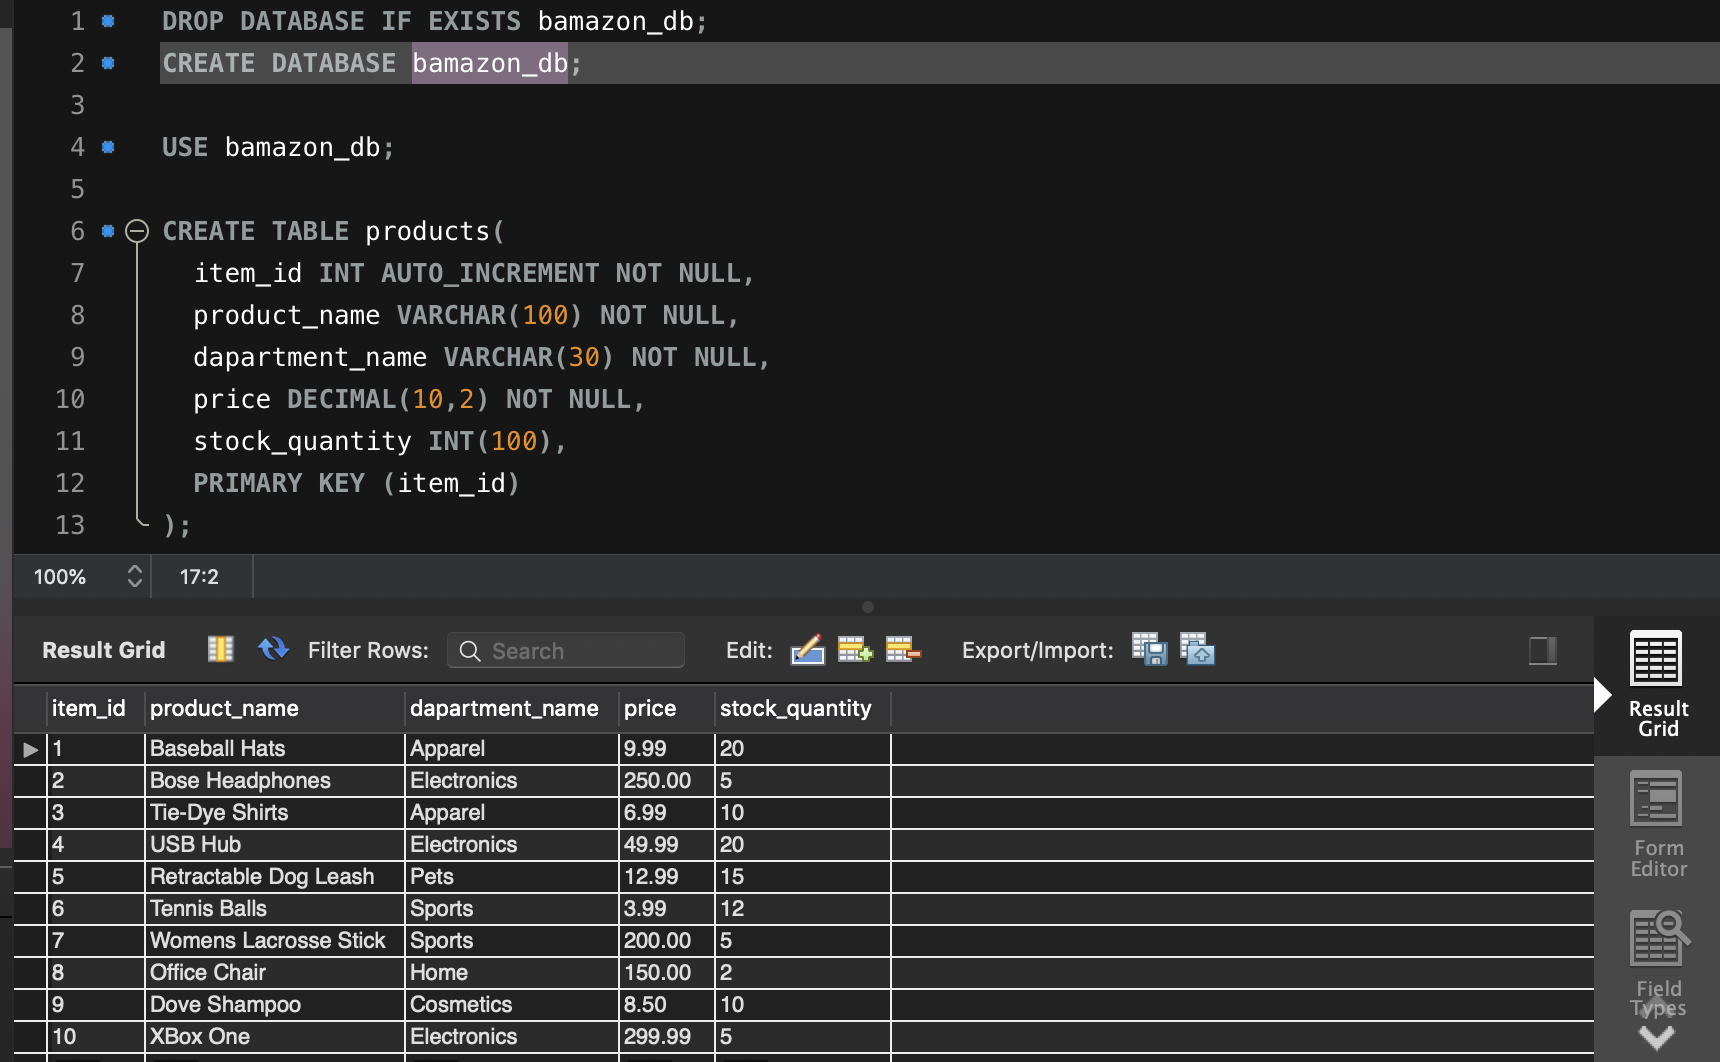 1 DROP DATABASE IF EXISTS bamazon_db;
2 CREATE DATABASE bamazon_db;
3
4 USE bamazon_db;
5
6 CREATE TABLE products(
7 item_id INT AUTO_INCREMENT NOT NULL,
8 product_name VARCHAR(100) NOT NULL,
9 dapartment_name VARCHAR(30) NOT NULL,
10 price DECIMAL(10,2) NOT NULL,
11 stock_quantity INT(100),
12 PRIMARY KEY (item_id)
13 );
100% 17:2
Result Grid Filter Rows: Search Edit: Export/Import:
item_id product_name dapartment_name price stock_quantity
1 Baseball Hats Apparel 9.99 20
2 Bose Headphones Electronics 250.00 5
3 Tie-Dye Shirts Apparel 6.99 10
4 USB Hub Electronics 49.99 20
5 Retractable Dog Leash Pets 12.99 15
6 Tennis Balls Sports 3.99 12
7 Womens Lacrosse Stick Sports 200.00 5
8 Office Chair Home 150.00 2
9 Dove Shampoo Cosmetics 8.50 10
10 XBox One Electronics 299.99 5
Result
Grid
Form
Editor
Field
Types